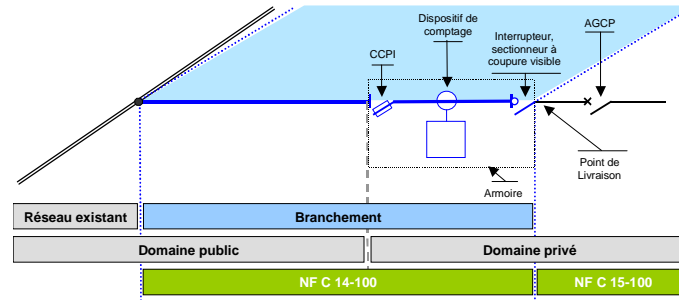 Dispositif de
comptage
Interrupteur,
sectionneur à
coupure visible
AGCP
CCPI
Point de
Livraison
Armoire
Réseau existant
Branchement
Domaine public
Domaine privé
NF C 14-100
NF C 15-100